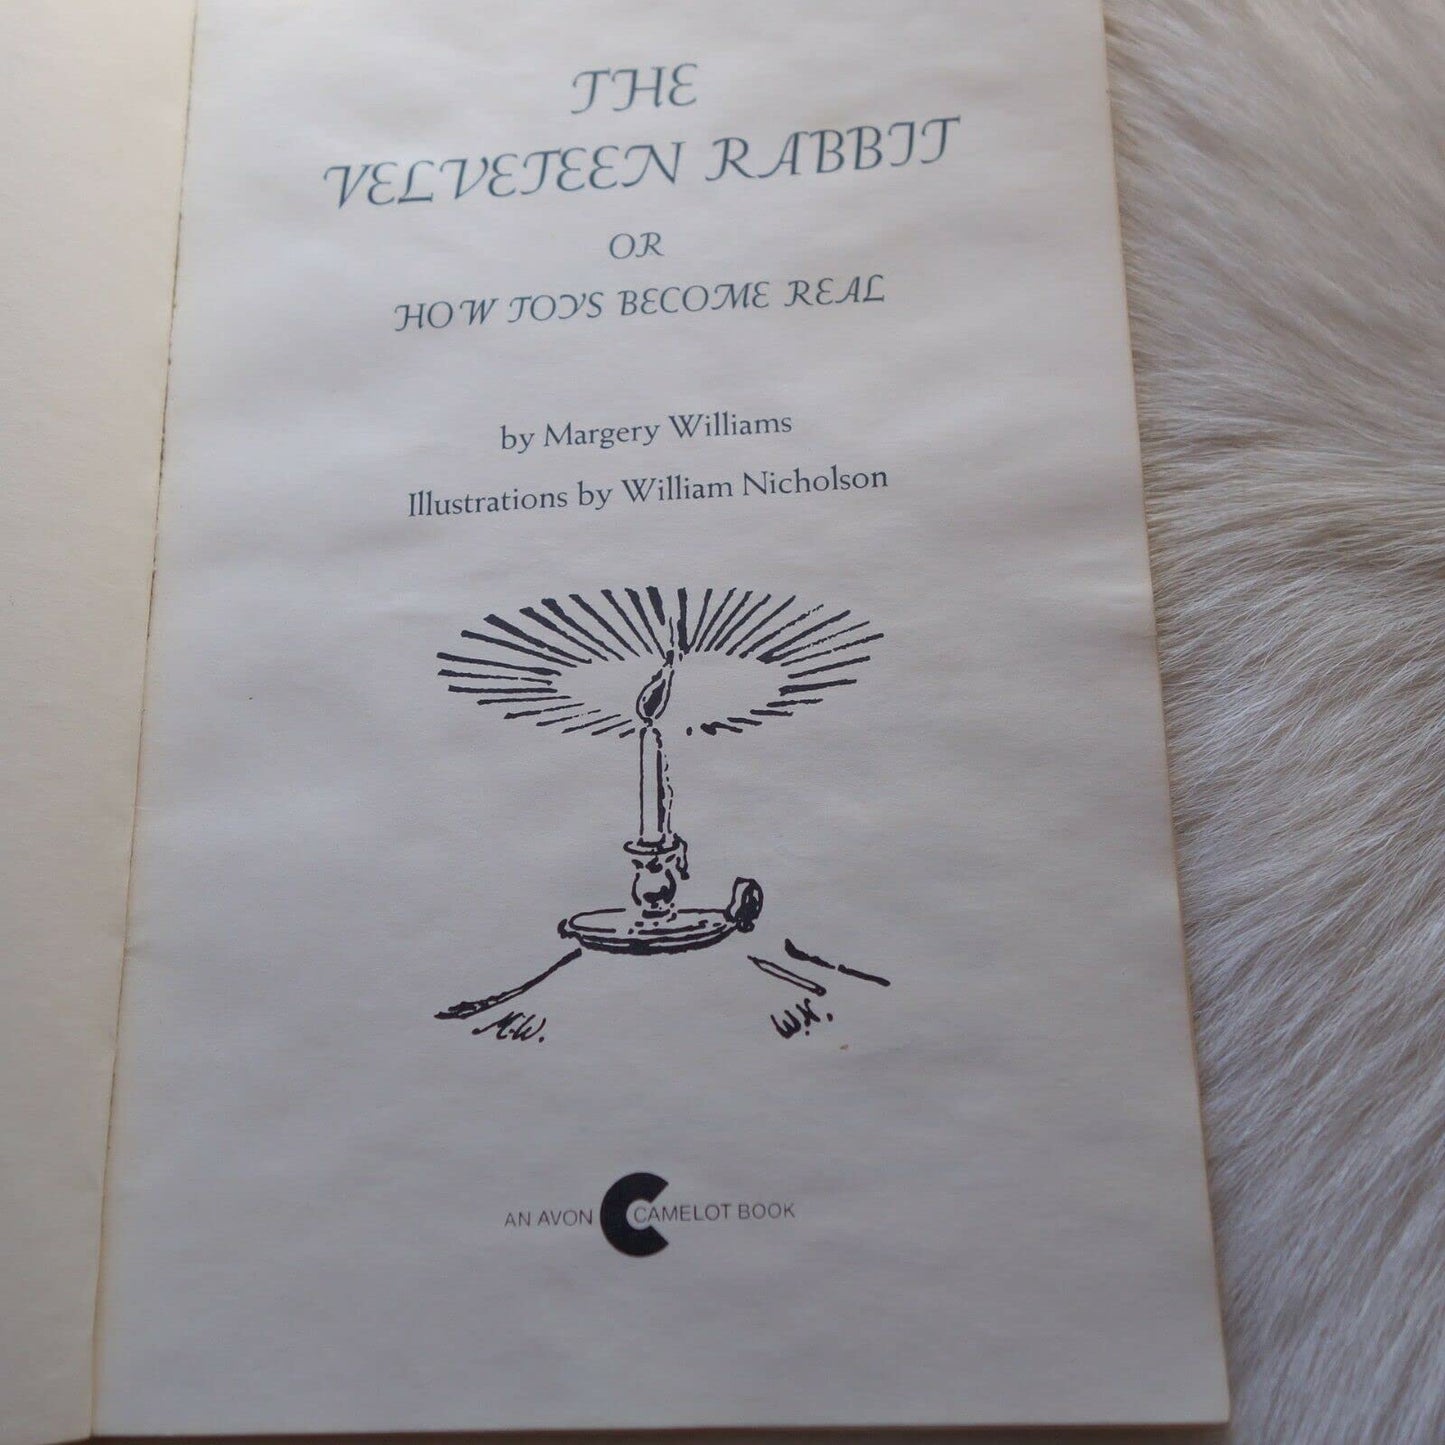 THE
VELVETEEN RABBIT
OR
HOW TOYS BECOME REAL
by Margery Williams
Illustrations by William Nicholson
M.W.
W.N.
AN AVON CAMELOT BOOK